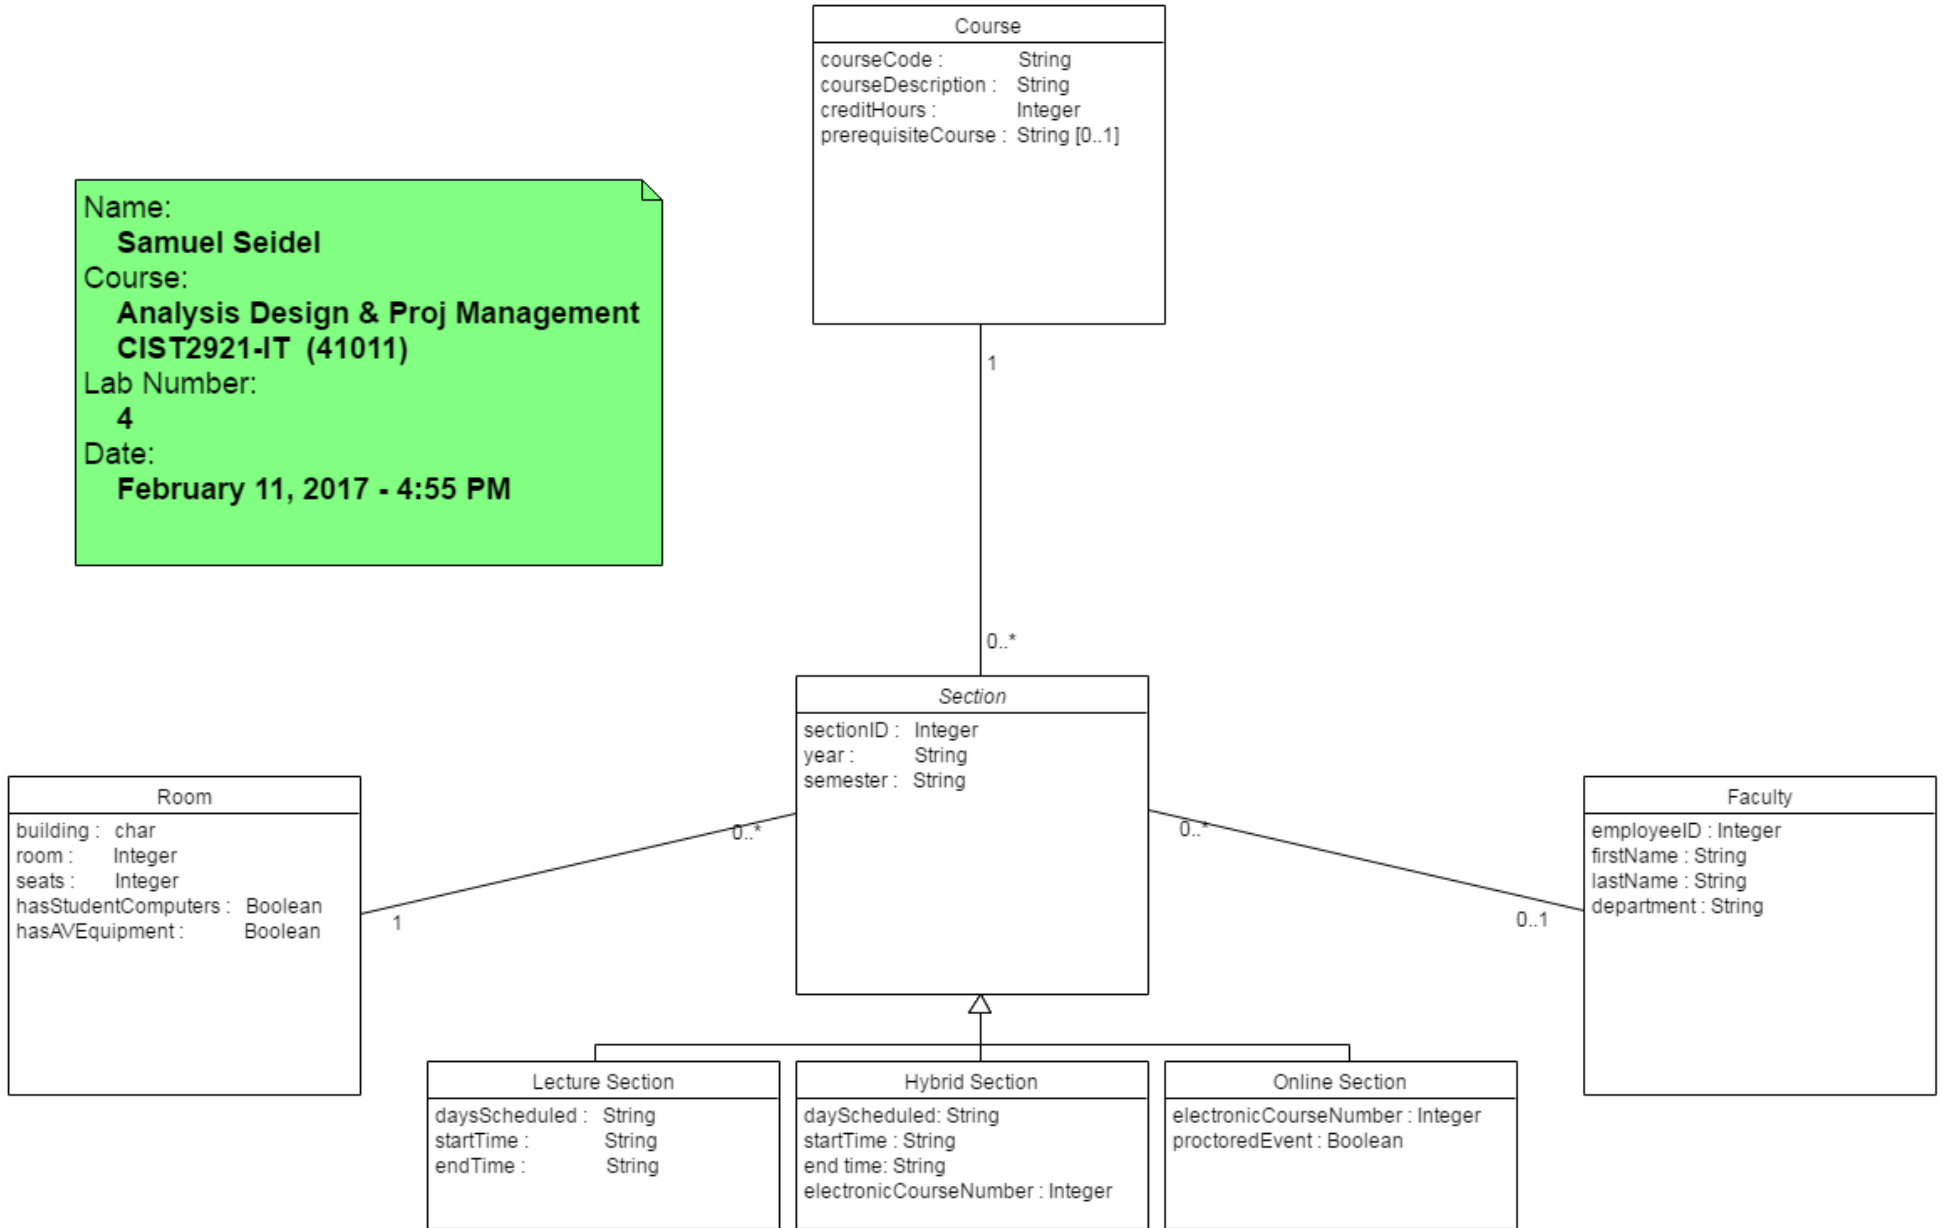 Course
courseCode : String
courseDescription : String
creditHours : Integer
prerequisiteCourse : String [0..1]
Name:
Samuel Seidel
Course:
Analysis Design & Proj Management
CIST2921-IT (41011)
Lab Number:
4
Date:
February 11, 2017 - 4:55 PM
1
0..*
Section
sectionID : Integer
year : String
semester : String
Room
building : char
room : Integer
seats : Integer
hasStudentComputers : Boolean
hasAVEquipment : Boolean
0..*
1
0..*
0..1
Faculty
employeeID : Integer
firstName : String
lastName : String
department : String
Lecture Section
daysScheduled : String
startTime : String
endTime : String
Hybrid Section
dayScheduled: String
startTime : String
end time: String
electronicCourseNumber : Integer
Online Section
electronicCourseNumber : Integer
proctoredEvent : Boolean